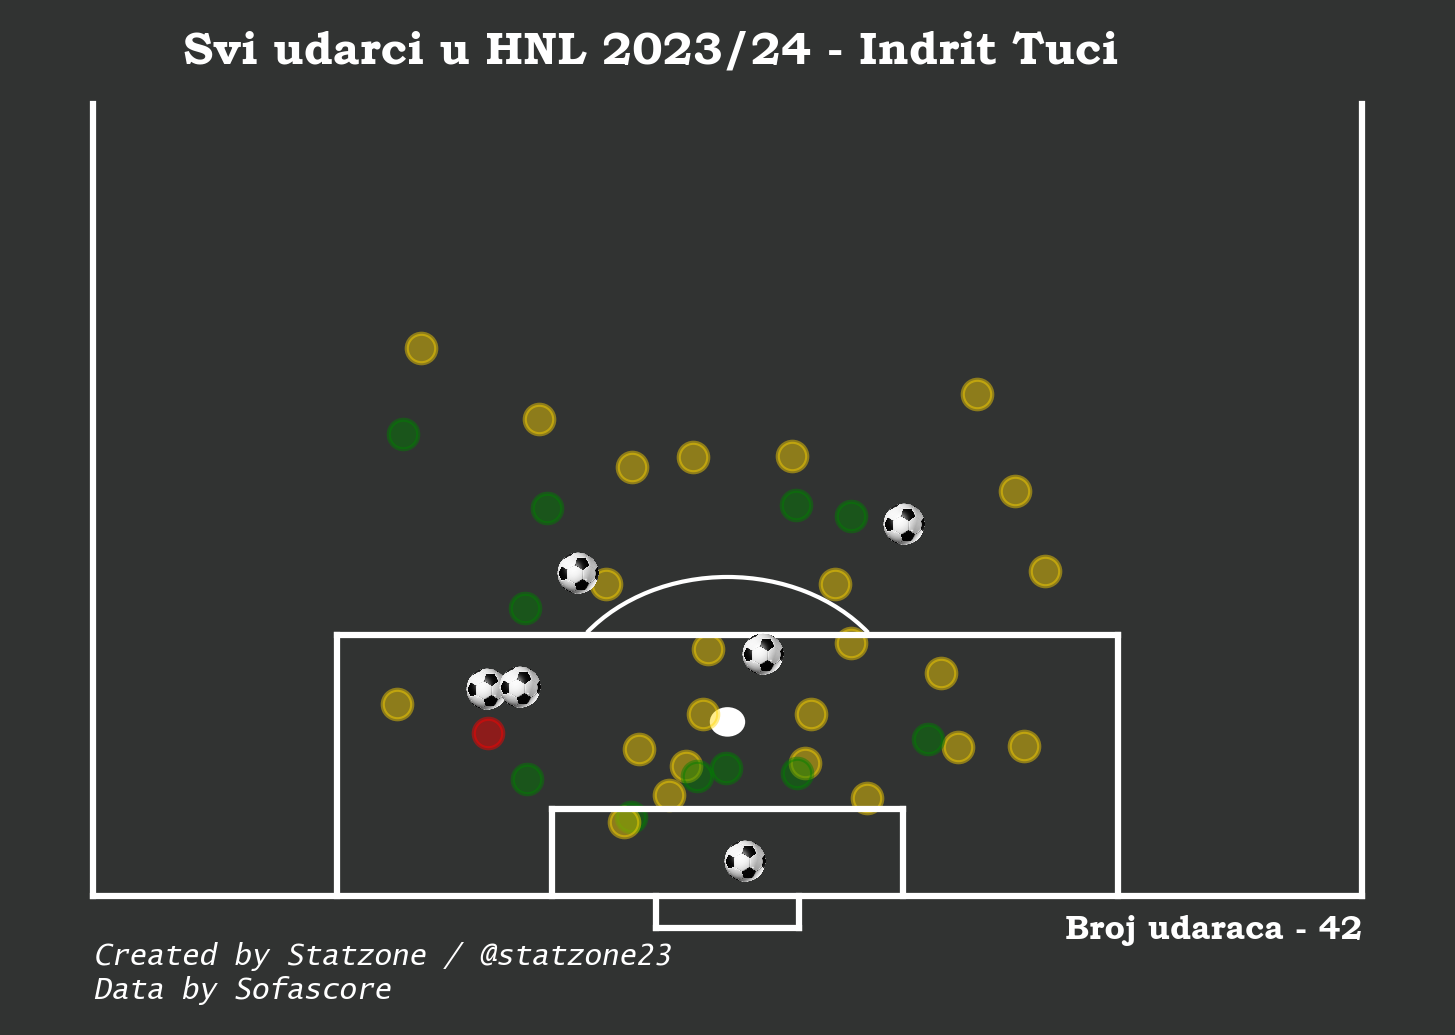 Svi udarci u HNL 2023/24 - Indrit Tuci
Broj udaraca - 42
Created by Statzone / @statzone23
Data by Sofascore